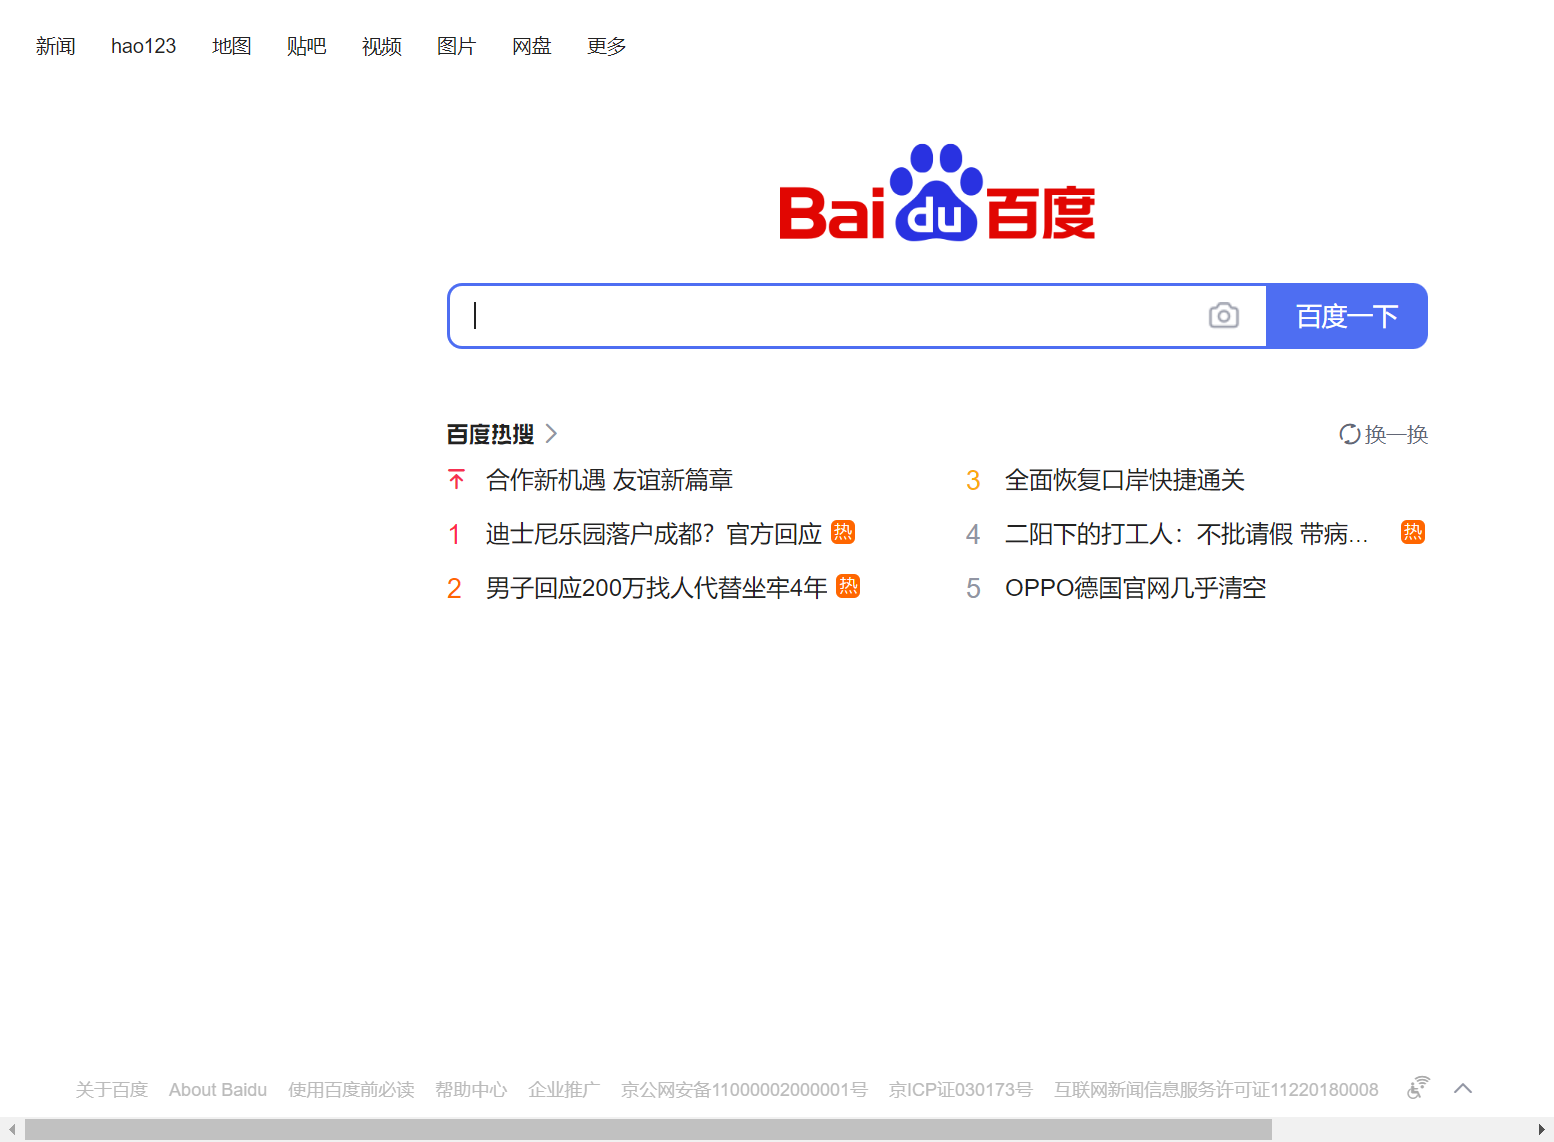 新闻 hao123 地图 贴吧 视频 图片 网盘 更多
Bai du 百度
百度一下
百度热搜
换一换
合作新机遇 友谊新篇章
1 迪士尼乐园落户成都？官方回应 热
2 男子回应200万找人代替坐牢4年 热
3 全面恢复口岸快捷通关
4 二阳下的打工人：不批请假 带病... 热
5 OPPO德国官网几乎清空
关于百度 About Baidu 使用百度前必读 帮助中心 企业推广 京公网安备11000002000001号 京ICP证030173号 互联网新闻信息服务许可证11220180008